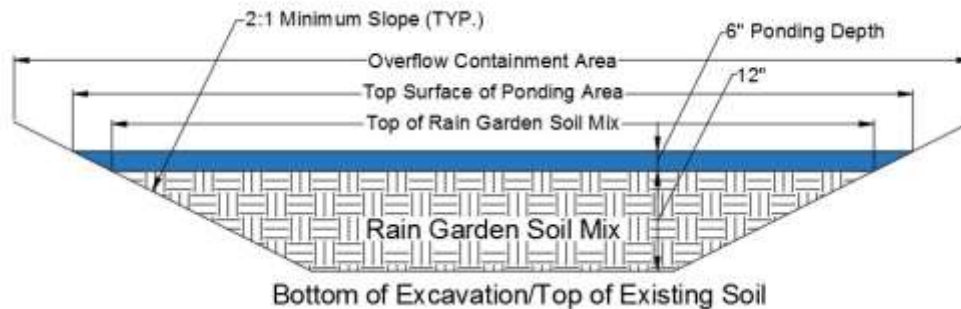 2:1 Minimum Slope (TYP.)
6" Ponding Depth
Overflow Containment Area
12"
Top Surface of Ponding Area
Top of Rain Garden Soil Mix
Rain Garden Soil Mix
Bottom of Excavation/Top of Existing Soil